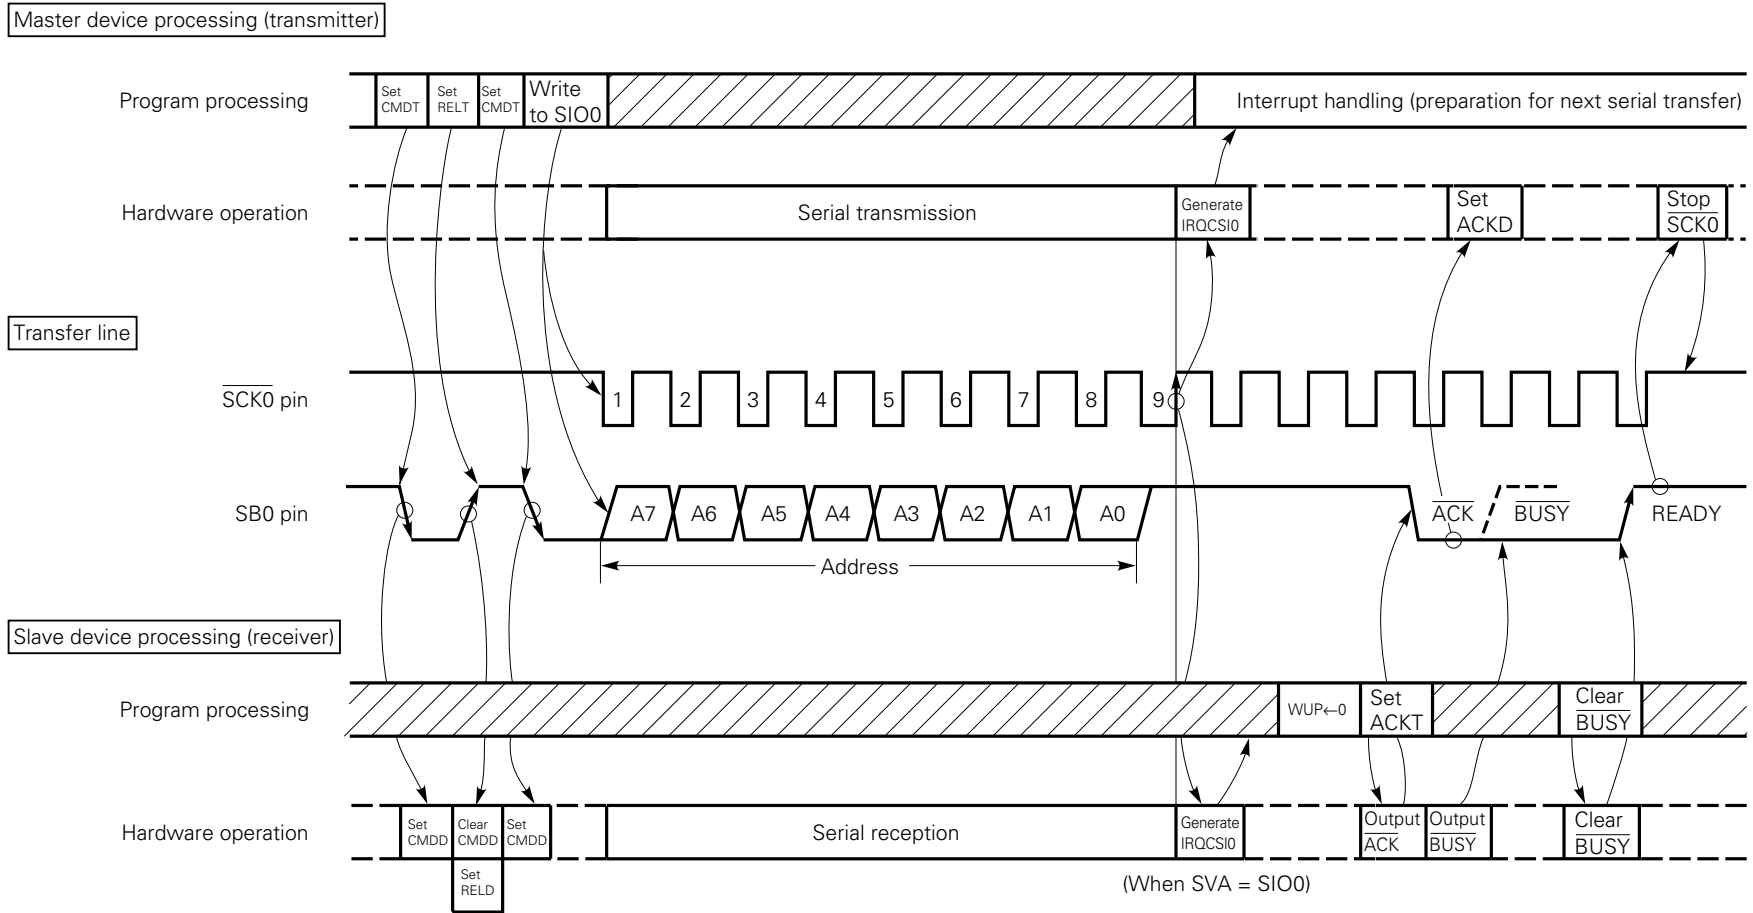 Master device processing (transmitter)
Program processing
Set CMDT
Set RELT
Set CMDT
Write to SIO0
Interrupt handling (preparation for next serial transfer)
Hardware operation
Serial transmission
Generate IRQCSI0
Set ACKD
Stop SCK0
Transfer line
SCK0 pin
1 2 3 4 5 6 7 8 9
SB0 pin
A7 A6 A5 A4 A3 A2 A1 A0
ACK
BUSY
READY
Address
Slave device processing (receiver)
Program processing
WUP←0
Set ACKT
Clear BUSY
Hardware operation
Set CMDD
Clear CMDD
Set CMDD
Serial reception
Generate IRQCSI0
Output ACK
Output BUSY
Clear BUSY
Set RELD
(When SVA = SIO0)